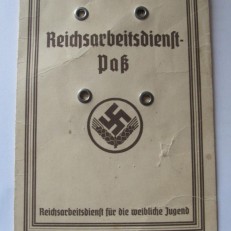 Reichsarbeitsdienst-
Paß
Reichsarbeitsdienst für die weibliche Jugend